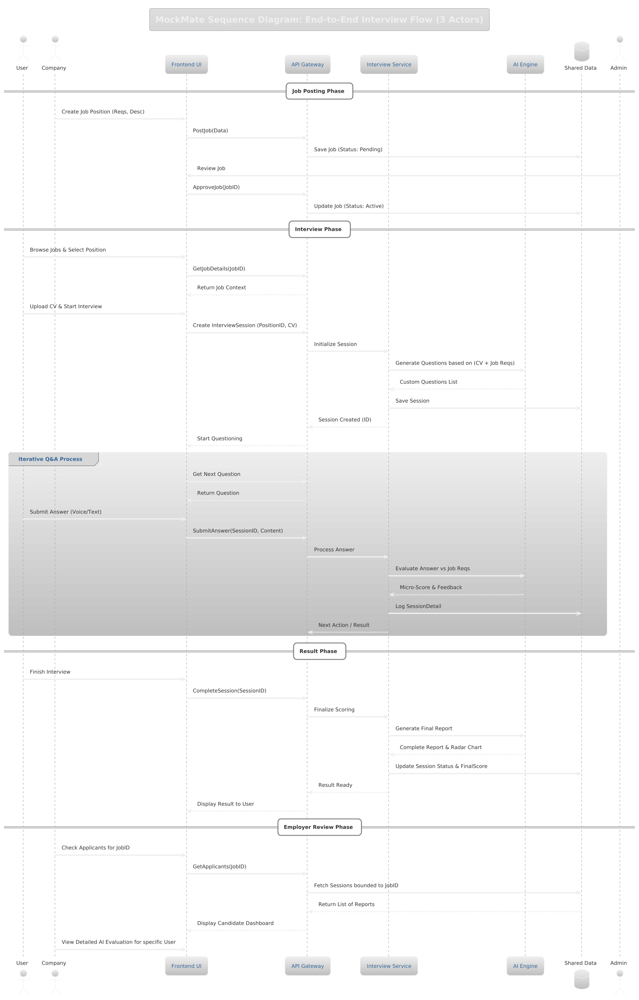 MockMate Sequence Diagram: End-to-End Interview Flow (3 Actors)
User
Company
Frontend UI
API Gateway
Interview Service
AI Engine
Shared Data
Admin
Job Posting Phase
Create Job Position (Reqs, Desc)
PostJob(Data)
Save Job (Status: Pending)
Review Job
ApproveJob(JobID)
Update Job (Status: Active)
Interview Phase
Browse Jobs & Select Position
GetJobDetails(JobID)
Return Job Context
Upload CV & Start Interview
Create InterviewSession (PositionID, CV)
Initialize Session
Generate Questions based on (CV + Job Reqs)
Custom Questions List
Save Session
Session Created (ID)
Start Questioning
Iterative Q&A Process
Get Next Question
Return Question
Submit Answer (Voice/Text)
SubmitAnswer(SessionID, Content)
Process Answer
Evaluate Answer vs Job Reqs
Micro-Score & Feedback
Log SessionDetail
Next Action / Result
Result Phase
Finish Interview
CompleteSession(SessionID)
Finalize Scoring
Generate Final Report
Complete Report & Radar Chart
Update Session Status & FinalScore
Result Ready
Display Result to User
Employer Review Phase
Check Applicants for JobID
GetApplicants(JobID)
Fetch Sessions bounded to JobID
Return List of Reports
Display Candidate Dashboard
View Detailed AI Evaluation for specific User
User
Company
Frontend UI
API Gateway
Interview Service
AI Engine
Shared Data
Admin